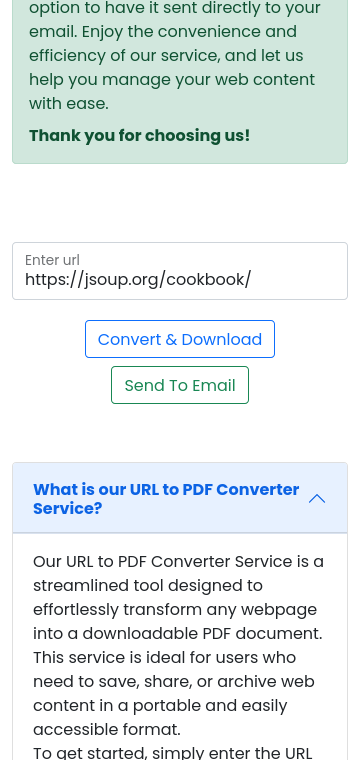 option to have it sent directly to your
email. Enjoy the convenience and
efficiency of our service, and let us
help you manage your web content
with ease.
Thank you for choosing us!
Enter url
https://jsoup.org/cookbook/
Convert & Download
Send To Email
What is our URL to PDF Converter
Service?
Our URL to PDF Converter Service is a
streamlined tool designed to
effortlessly transform any webpage
into a downloadable PDF document.
This service is ideal for users who
need to save, share, or archive web
content in a portable and easily
accessible format.
To get started, simply enter the URL